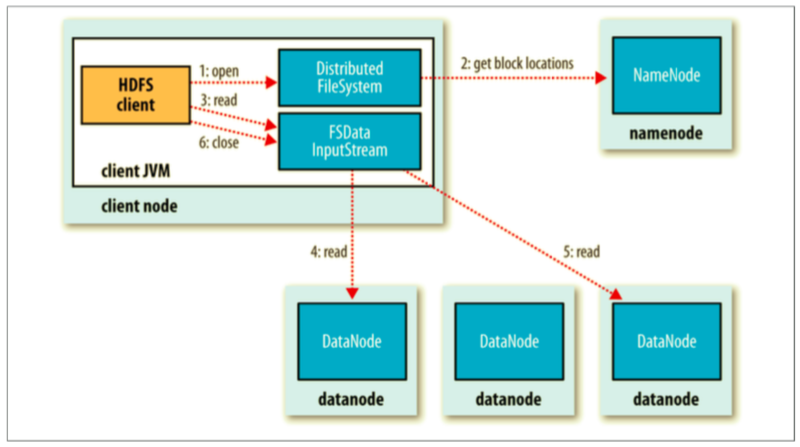 HDFS
client
1: open
3: read
6: close
Distributed
FileSystem
FSData
InputStream
client JVM
client node
2: get block locations
NameNode
namenode
4: read
5: read
DataNode
datanode
DataNode
datanode
DataNode
datanode